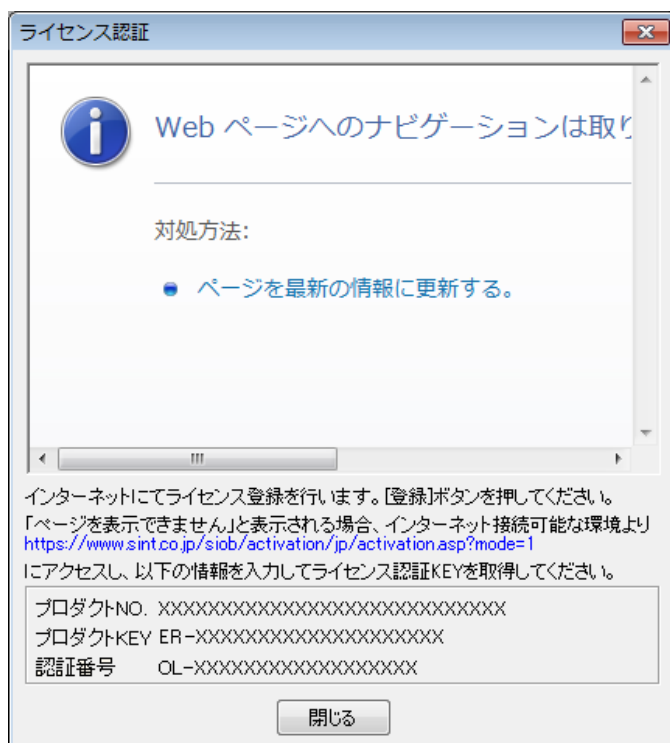 ライセンス認証
Web ページへのナビゲーションは取り
対処方法:
ページを最新の情報に更新する。
インターネットにてライセンス登録を行います。[登録]ボタンを押してください。
「ページを表示できません」と表示される場合、インターネット接続可能な環境より
https://www.sint.co.jp/siob/activation/jp/activation.asp?mode=1
にアクセスし、以下の情報を入力してライセンス認証KEYを取得してください。
プロダクトNO. XXXXXXXXXXXXXXXXXXXXXXXXXXXX
プロダクトKEY ER-XXXXXXXXXXXXXXXXXXXX
認証番号 OL-XXXXXXXXXXXXXXXXXX
閉じる